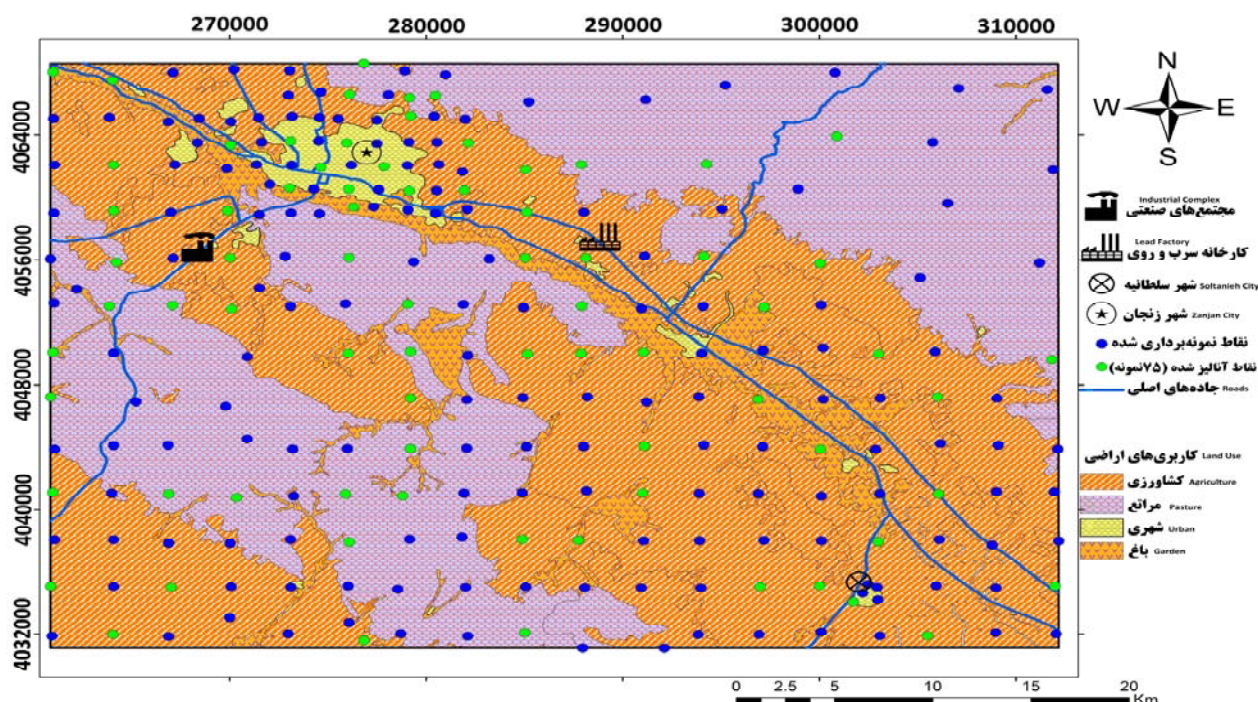 270000 280000 290000 300000 310000
4064000
4056000
4048000
4040000
4032000
N
W E
S
Industrial Complex
مجتمع‌های صنعتی
Lead Factory
کارخانه سرب و روی
شهر سلطانیه Soltanieh City
شهر زنجان Zanjan City
نقاط نمونه‌برداری شده
نقاط آنالیز شده (۷۵نمونه)
جاده‌های اصلی Roads
کاربری‌های اراضی Land Use
کشاورزی Agriculture
مراتع Pasture
شهری Urban
باغ Garden
0 2.5 5 10 15 20
Km